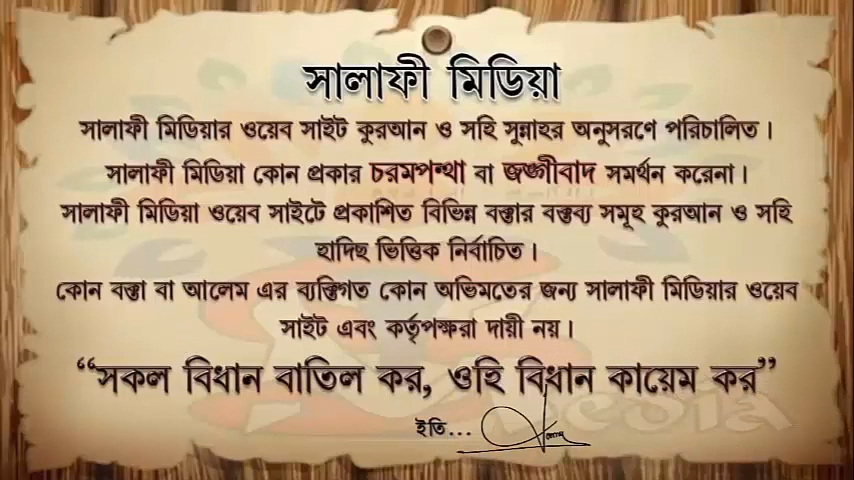 সালাফী মিডিয়া
সালাফী মিডিয়ার ওয়েব সাইট কুরআন ও সহি সুন্নাহর অনুসরণে পরিচালিত।
সালাফী মিডিয়া কোন প্রকার চরমপন্থা বা জঙ্গীবাদ সমর্থন করেনা।
সালাফী মিডিয়া ওয়েব সাইটে প্রকাশিত বিভিন্ন বক্তার বক্তব্য সমূহ কুরআন ও সহি
হাদিছ ভিত্তিক নির্বাচিত।
কোন বক্তা বা আলেম এর ব্যক্তিগত কোন অভিমতের জন্য সালাফী মিডিয়ার ওয়েব
সাইট এবং কর্তৃপক্ষরা দায়ী নয়।
“সকল বিধান বাতিল কর, ওহি বিধান কায়েম কর”
ইতি...